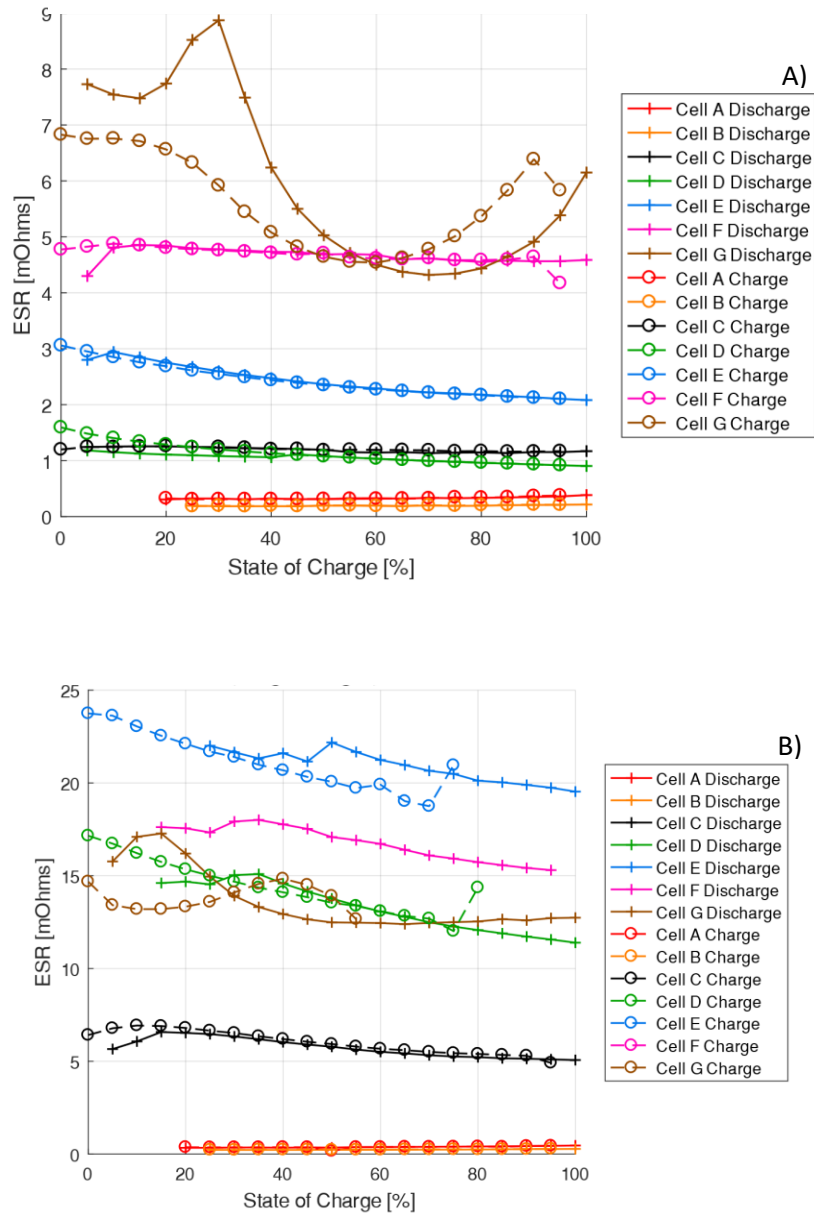 A)
9
8
7
6
5
4
3
2
1
0
ESR [mOhms]
0 20 40 60 80 100
State of Charge [%]
Cell A Discharge
Cell B Discharge
Cell C Discharge
Cell D Discharge
Cell E Discharge
Cell F Discharge
Cell G Discharge
Cell A Charge
Cell B Charge
Cell C Charge
Cell D Charge
Cell E Charge
Cell F Charge
Cell G Charge
B)
25
20
15
10
5
0
ESR [mOhms]
0 20 40 60 80 100
State of Charge [%]
Cell A Discharge
Cell B Discharge
Cell C Discharge
Cell D Discharge
Cell E Discharge
Cell F Discharge
Cell G Discharge
Cell A Charge
Cell B Charge
Cell C Charge
Cell D Charge
Cell E Charge
Cell F Charge
Cell G Charge